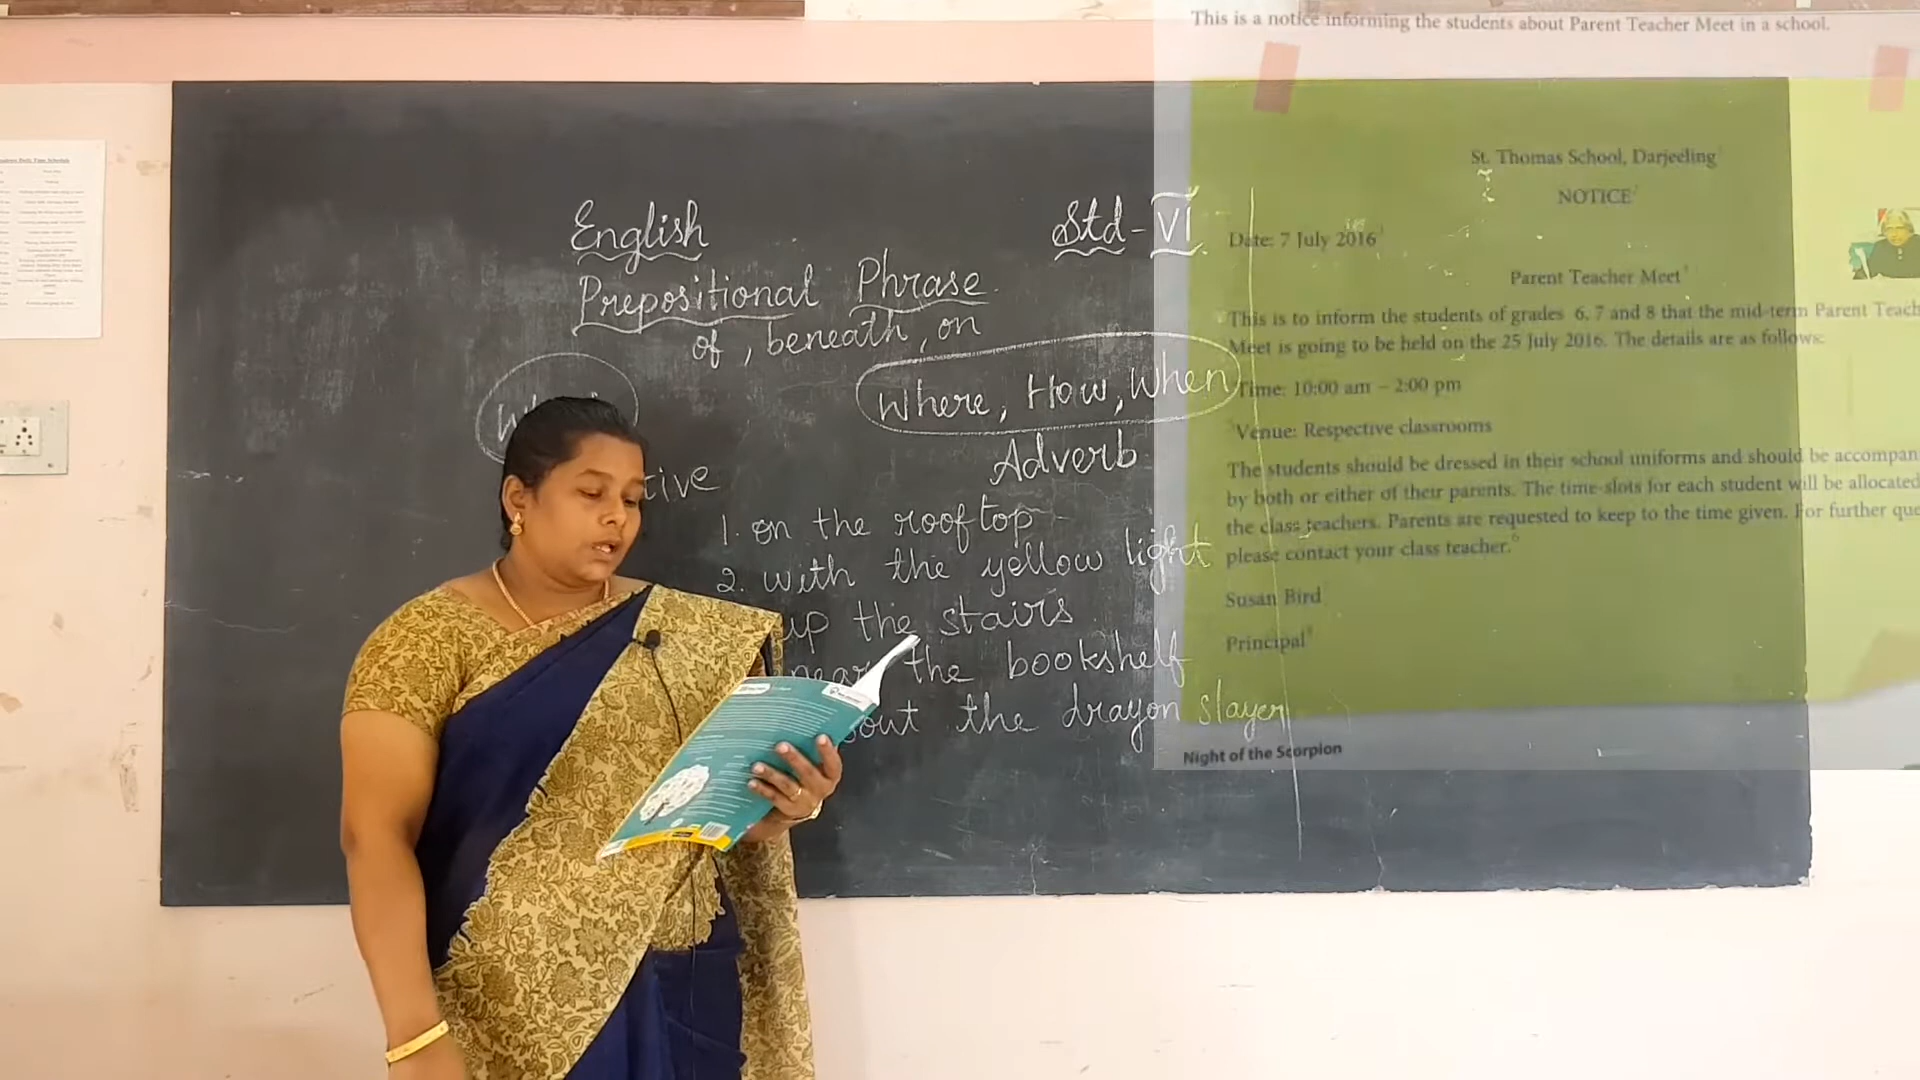 This is a notice informing the students about Parent Teacher Meet in a school.
St. Thomas School, Darjeeling
NOTICE
Date: 7 July 2016
Parent Teacher Meet
This is to inform the students of grades 6, 7 and 8 that the mid-term Parent Teach
Meet is going to be held on the 25 July 2016. The details are as follows:
Time: 10:00 am – 2:00 pm
Venue: Respective classrooms
The students should be dressed in their school uniforms and should be accompan
by both or either of their parents. The time slots for each student will be allocated
the class teachers. Parents are requested to keep to the time given. For further que
please contact your class teacher.
Susan Bird
Principal
Night of the Scorpion
English Std - VI
Prepositional Phrase
of, beneath, on
Where, How, When
tive Adverb
1. on the rooftop
2. with the yellow light
up the stairs
near the bookshelf
out the dragon slayer